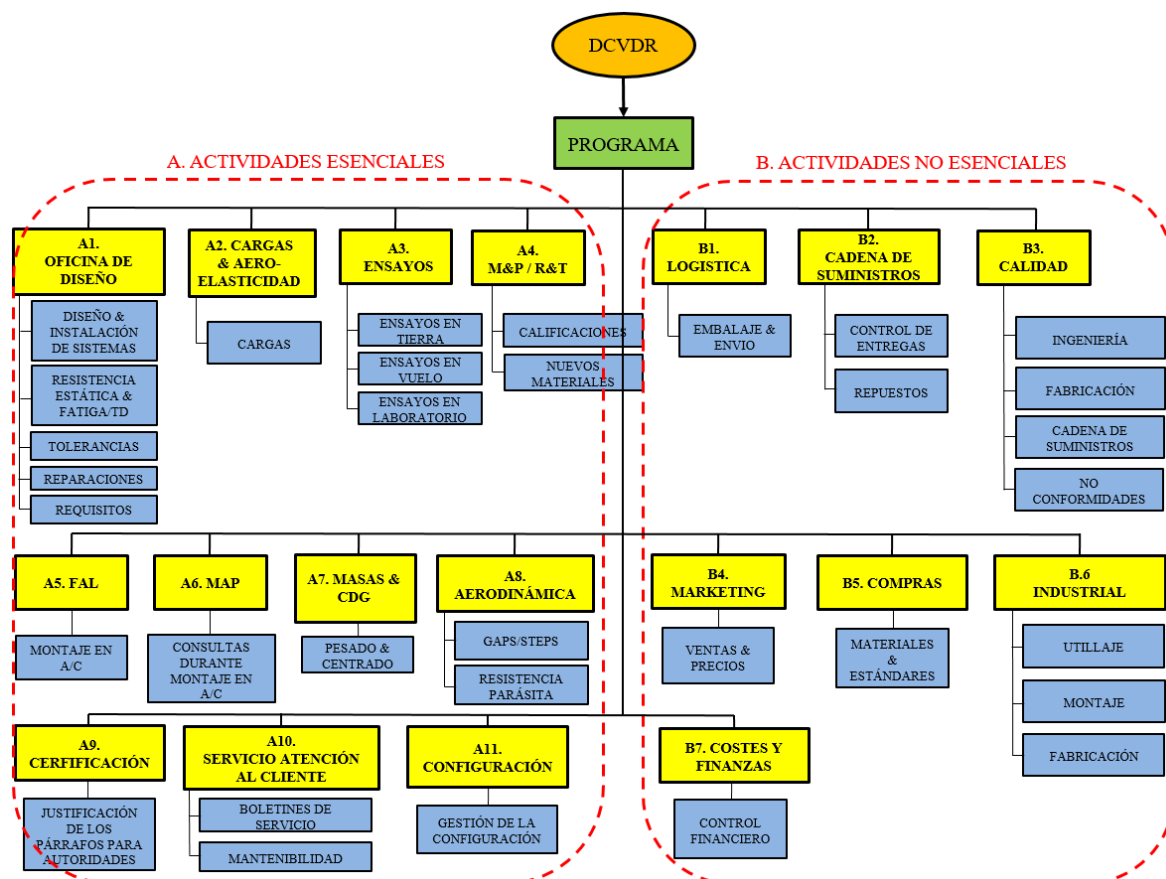 DCVDR
PROGRAMA
A. ACTIVIDADES ESENCIALES
B. ACTIVIDADES NO ESENCIALES
A1.
OFICINA DE
DISEÑO
DISEÑO &
INSTALACIÓN
DE SISTEMAS
RESISTENCIA
ESTÁTICA &
FATIGA/TD
TOLERANCIAS
REPARACIONES
REQUISITOS
A2. CARGAS
& AERO-
ELASTICIDAD
CARGAS
A3.
ENSAYOS
ENSAYOS EN
TIERRA
ENSAYOS EN
VUELO
ENSAYOS EN
LABORATORIO
A4.
M&P / R&T
CALIFICACIONES
NUEVOS
MATERIALES
B1.
LOGISTICA
EMBALAJE &
ENVIO
B2.
CADENA DE
SUMINISTROS
CONTROL DE
ENTREGAS
REPUESTOS
B3.
CALIDAD
INGENIERÍA
FABRICACIÓN
CADENA DE
SUMINISTROS
NO
CONFORMIDADES
A5. FAL
MONTAJE EN
A/C
A6. MAP
CONSULTAS
DURANTE
MONTAJE EN
A/C
A7. MASAS &
CDG
PESADO &
CENTRADO
A8.
AERODINÁMICA
GAPS/STEPS
RESISTENCIA
PARÁSITA
B4.
MARKETING
VENTAS &
PRECIOS
B5. COMPRAS
MATERIALES
&
ESTÁNDARES
B.6
INDUSTRIAL
UTILLAJE
MONTAJE
FABRICACIÓN
A9.
CERFIFICACIÓN
JUSTIFICACIÓN
DE LOS
PÁRRAFOS PARA
AUTORIDADES
A10.
SERVICIO ATENCIÓN
AL CLIENTE
BOLETINES DE
SERVICIO
MANTENIBILIDAD
A11.
CONFIGURACIÓN
GESTIÓN DE LA
CONFIGURACIÓN
B7. COSTES Y
FINANZAS
CONTROL
FINANCIERO